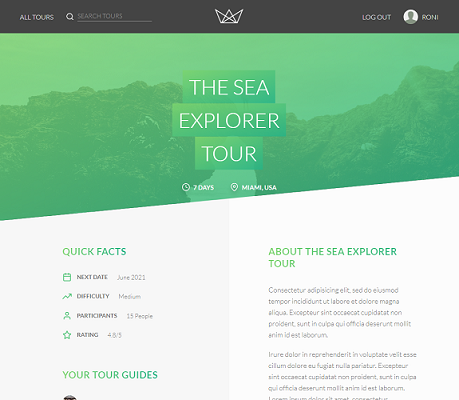 ALL TOURS
SEARCH TOURS
LOG OUT
RONI
THE SEA
EXPLORER
TOUR
7 DAYS
MIAMI, USA
QUICK FACTS
NEXT DATE June 2021
DIFFICULTY Medium
PARTICIPANTS 15 People
RATING 4.8/5
YOUR TOUR GUIDES
ABOUT THE SEA EXPLORER
TOUR
Consectetur adipisicing elit, sed do eiusmod
tempor incididunt ut labore et dolore magna
aliqua. Excepteur sint occaecat cupidatat non
proident, sunt in culpa qui officia deserunt mollit
anim id est laborum.
Irure dolor in reprehenderit in voluptate velit esse
cillum dolore eu fugiat nulla pariatur. Excepteur
sint occaecat cupidatat non proident, sunt in culpa
qui officia deserunt mollit anim id est laborum.
Lorem ipsum dolor sit amet, consectetur